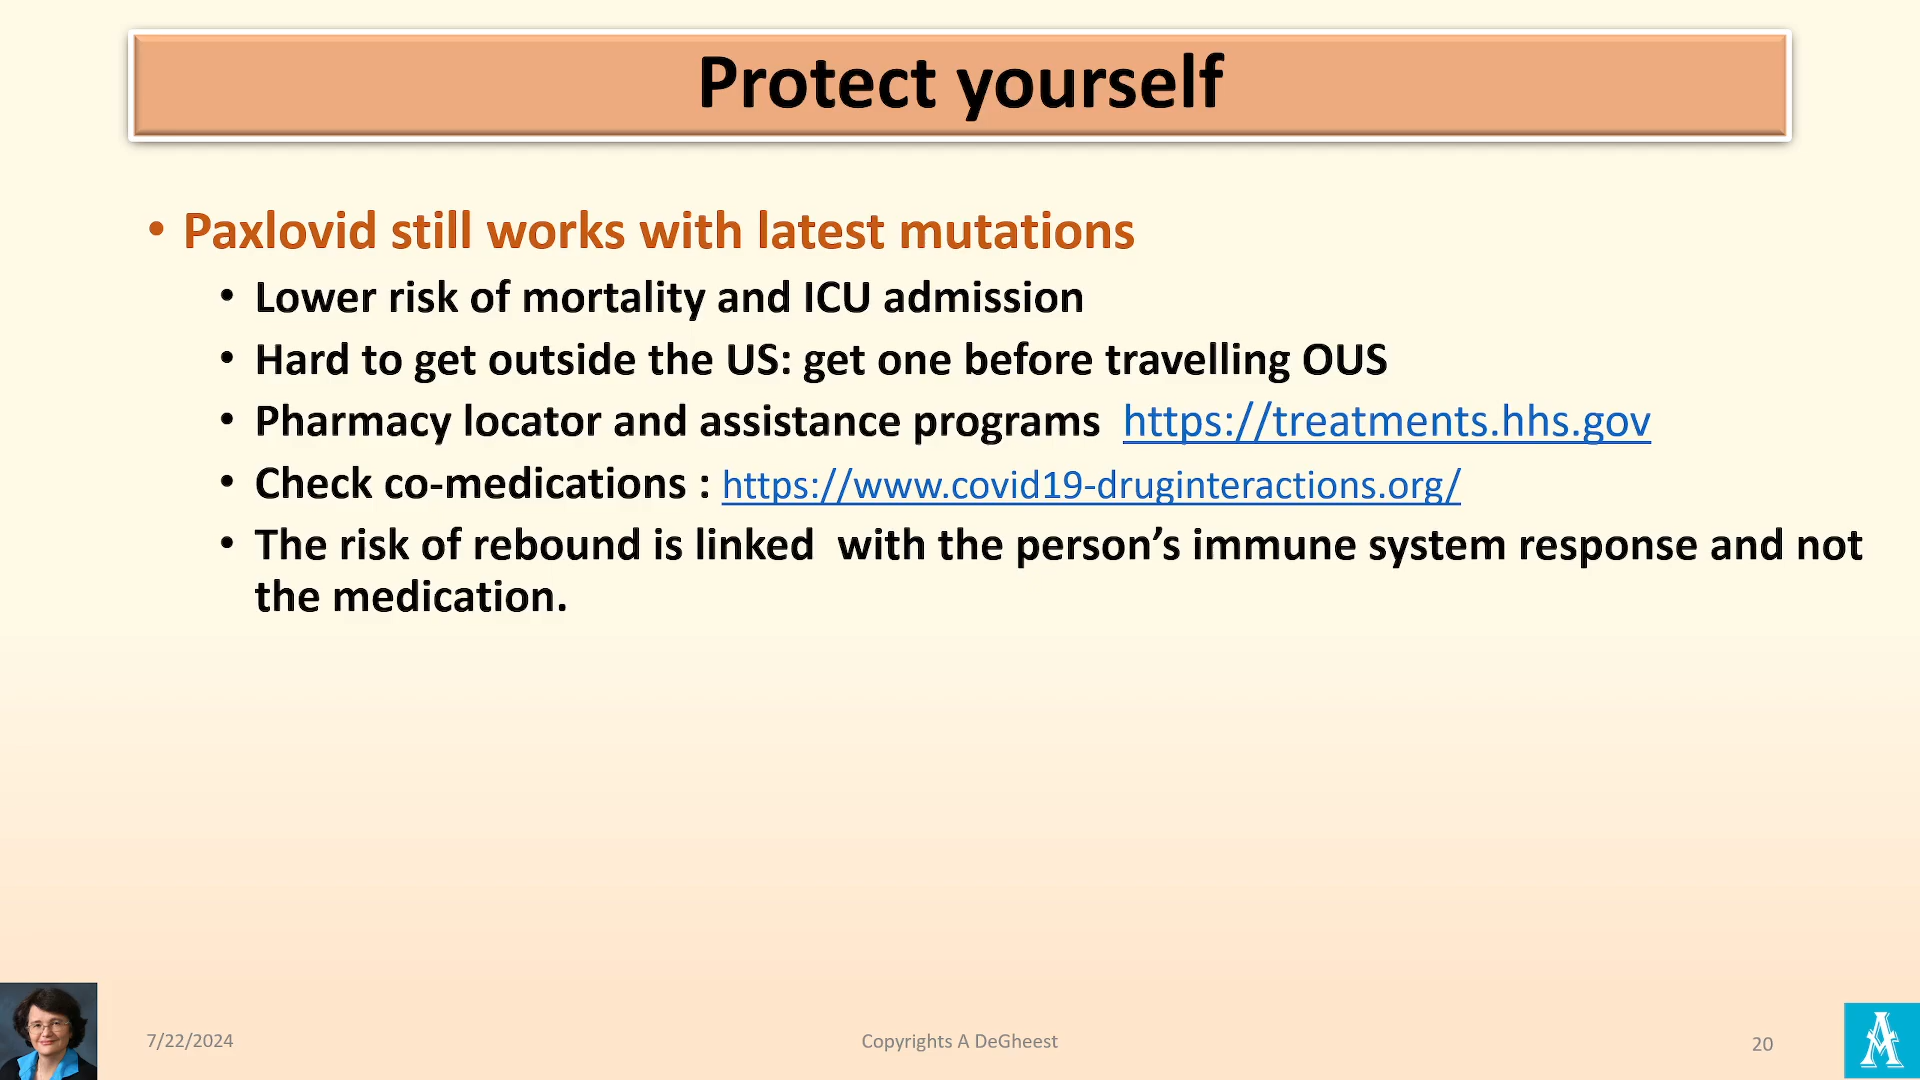 Protect yourself
• Paxlovid still works with latest mutations
• Lower risk of mortality and ICU admission
• Hard to get outside the US: get one before travelling OUS
• Pharmacy locator and assistance programs  https://treatments.hhs.gov
• Check co-medications : https://www.covid19-druginteractions.org/
• The risk of rebound is linked  with the person’s immune system response and not
the medication.
7/22/2024
Copyrights A DeGheest
20
A